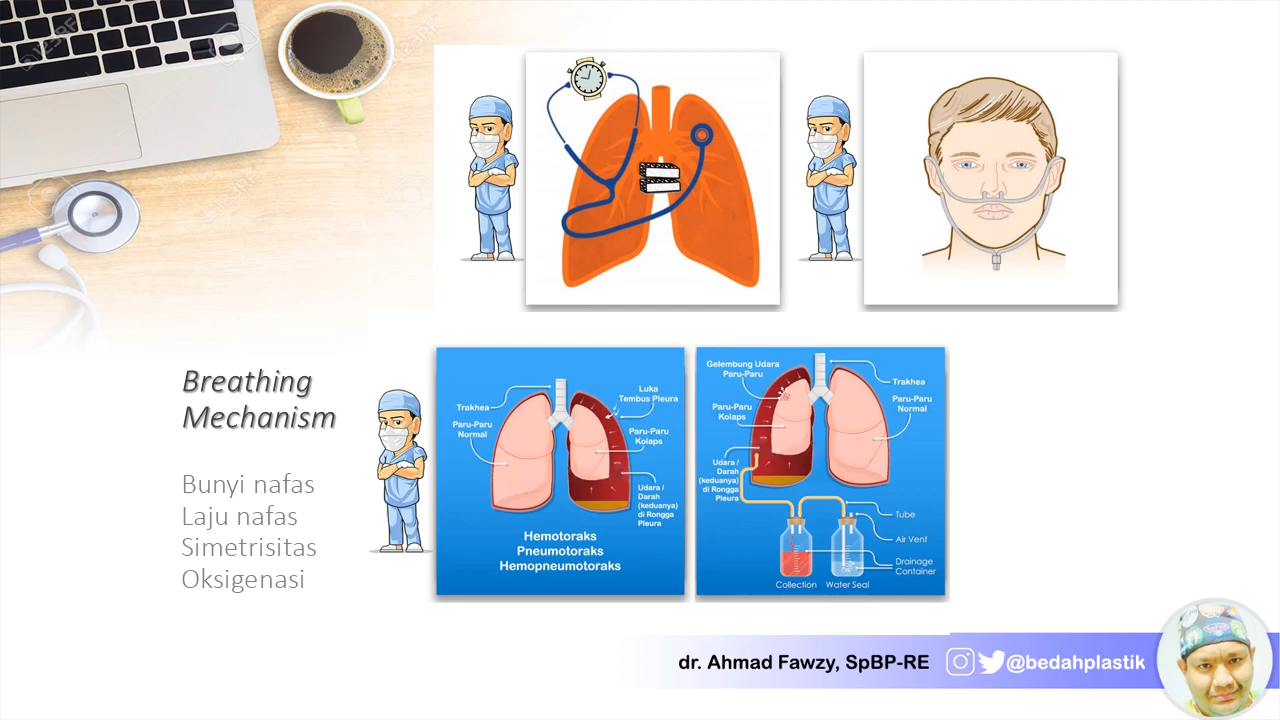 Breathing
Mechanism
Bunyi nafas
Laju nafas
Simetrisitas
Oksigenasi
Trakhea
Paru-Paru
Normal
Luka
Tembus Pleura
Paru-Paru
Kolaps
Udara /
Darah
(keduanya)
di Rongga
Pleura
Hemotoraks
Pneumotoraks
Hemopneumotoraks
Gelembung Udara
Paru-Paru
Trakhea
Paru-Paru
Kolaps
Paru-Paru
Normal
Udara /
Darah
(keduanya)
di Rongga
Pleura
Tube
Air Vent
Drainage
Container
Collection
Water Seal
dr. Ahmad Fawzy, SpBP-RE
@bedahplastik